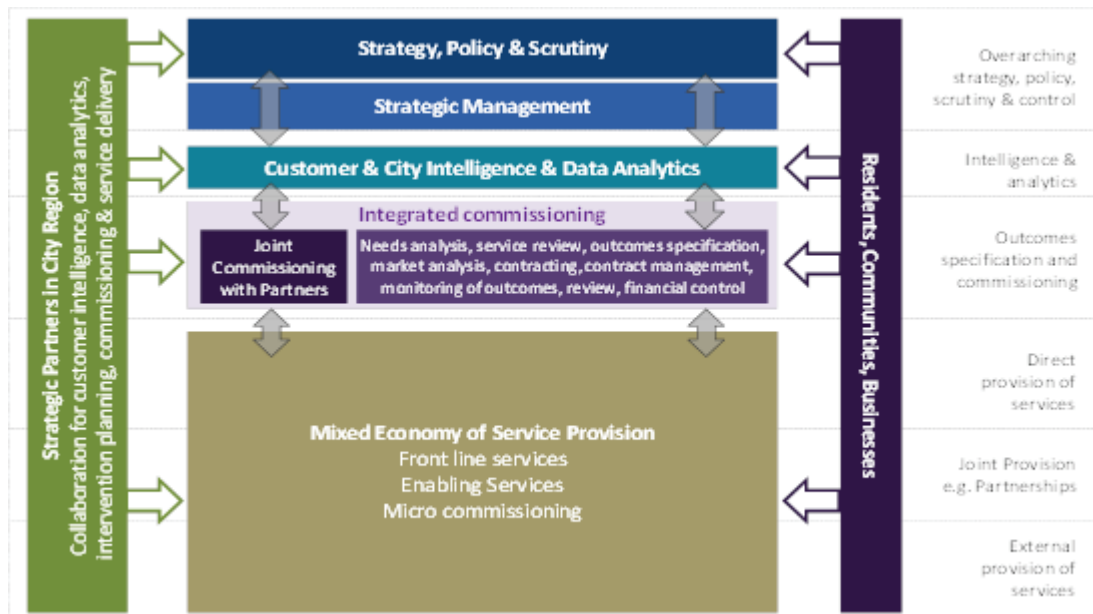 Strategic Partners in City Region
Collaboration for customer intelligence, data analytics,
intervention planning, commissioning & service delivery
Strategy, Policy & Scrutiny
Strategic Management
Customer & City Intelligence & Data Analytics
Integrated commissioning
Joint
Commissioning
with Partners
Needs analysis, service review, outcomes specification,
market analysis, contracting, contract management,
monitoring of outcomes, review, financial control
Mixed Economy of Service Provision
Front line services
Enabling Services
Micro commissioning
Residents, Communities, Businesses
Overarching
strategy, policy,
scrutiny & control
Intelligence &
analytics
Outcomes
specification and
commissioning
Direct
provision of
services
Joint Provision
e.g. Partnerships
External
provision of
services